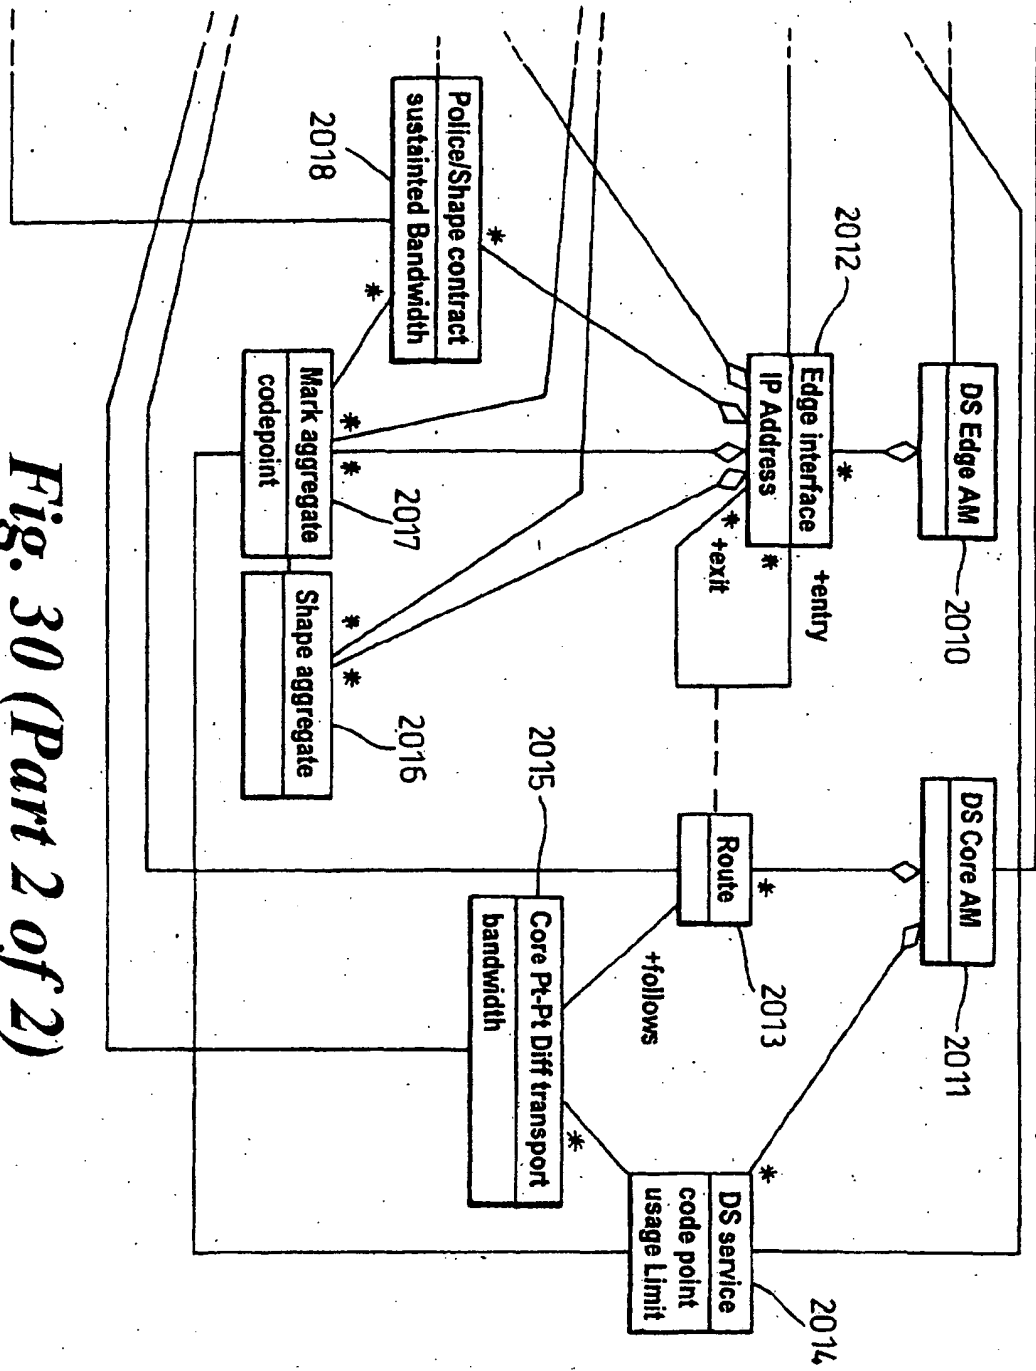 DS Edge AM
2010
DS Core AM
2011
2012
Edge interface
IP Address
*
+entry
*
+exit
*
Route
*
2013
+follows
DS service
code point
usage Limit
*
2014
Police/Shape contract
sustainted Bandwidth
*
*
2018
Mark aggregate
codepoint
*
*
2017
Shape aggregate
*
*
2016
2015
Core Pt-Pt Diff transport
bandwidth
*
Fig. 30 (Part 2 of 2)